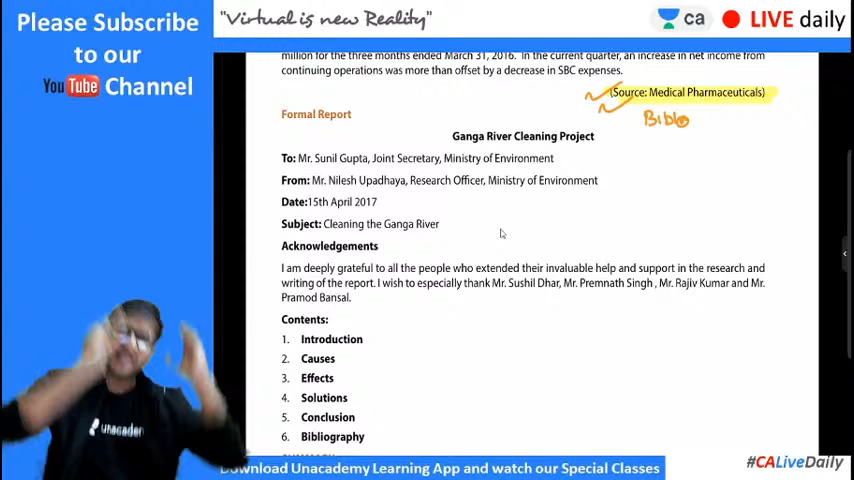 Please Subscribe
to our
YouTube Channel
"Virtual is new Reality"
ca
LIVE daily
million for the three months ended March 31, 2016. In the current quarter, an increase in net income from
continuing operations was more than offset by a decrease in SBC expenses.
(Source: Medical Pharmaceuticals)
Biblo
Formal Report
Ganga River Cleaning Project
To: Mr. Sunil Gupta, Joint Secretary, Ministry of Environment
From: Mr. Nilesh Upadhaya, Research Officer, Ministry of Environment
Date:15th April 2017
Subject: Cleaning the Ganga River
Acknowledgements
I am deeply grateful to all the people who extended their invaluable help and support in the research and
writing of the report. I wish to especially thank Mr. Sushil Dhar, Mr. Premnath Singh , Mr. Rajiv Kumar and Mr.
Pramod Bansal.
Contents:
1. Introduction
2. Causes
3. Effects
4. Solutions
5. Conclusion
6. Bibliography
unacademy
Download Unacademy Learning App and watch our Special Classes
#CALiveDaily